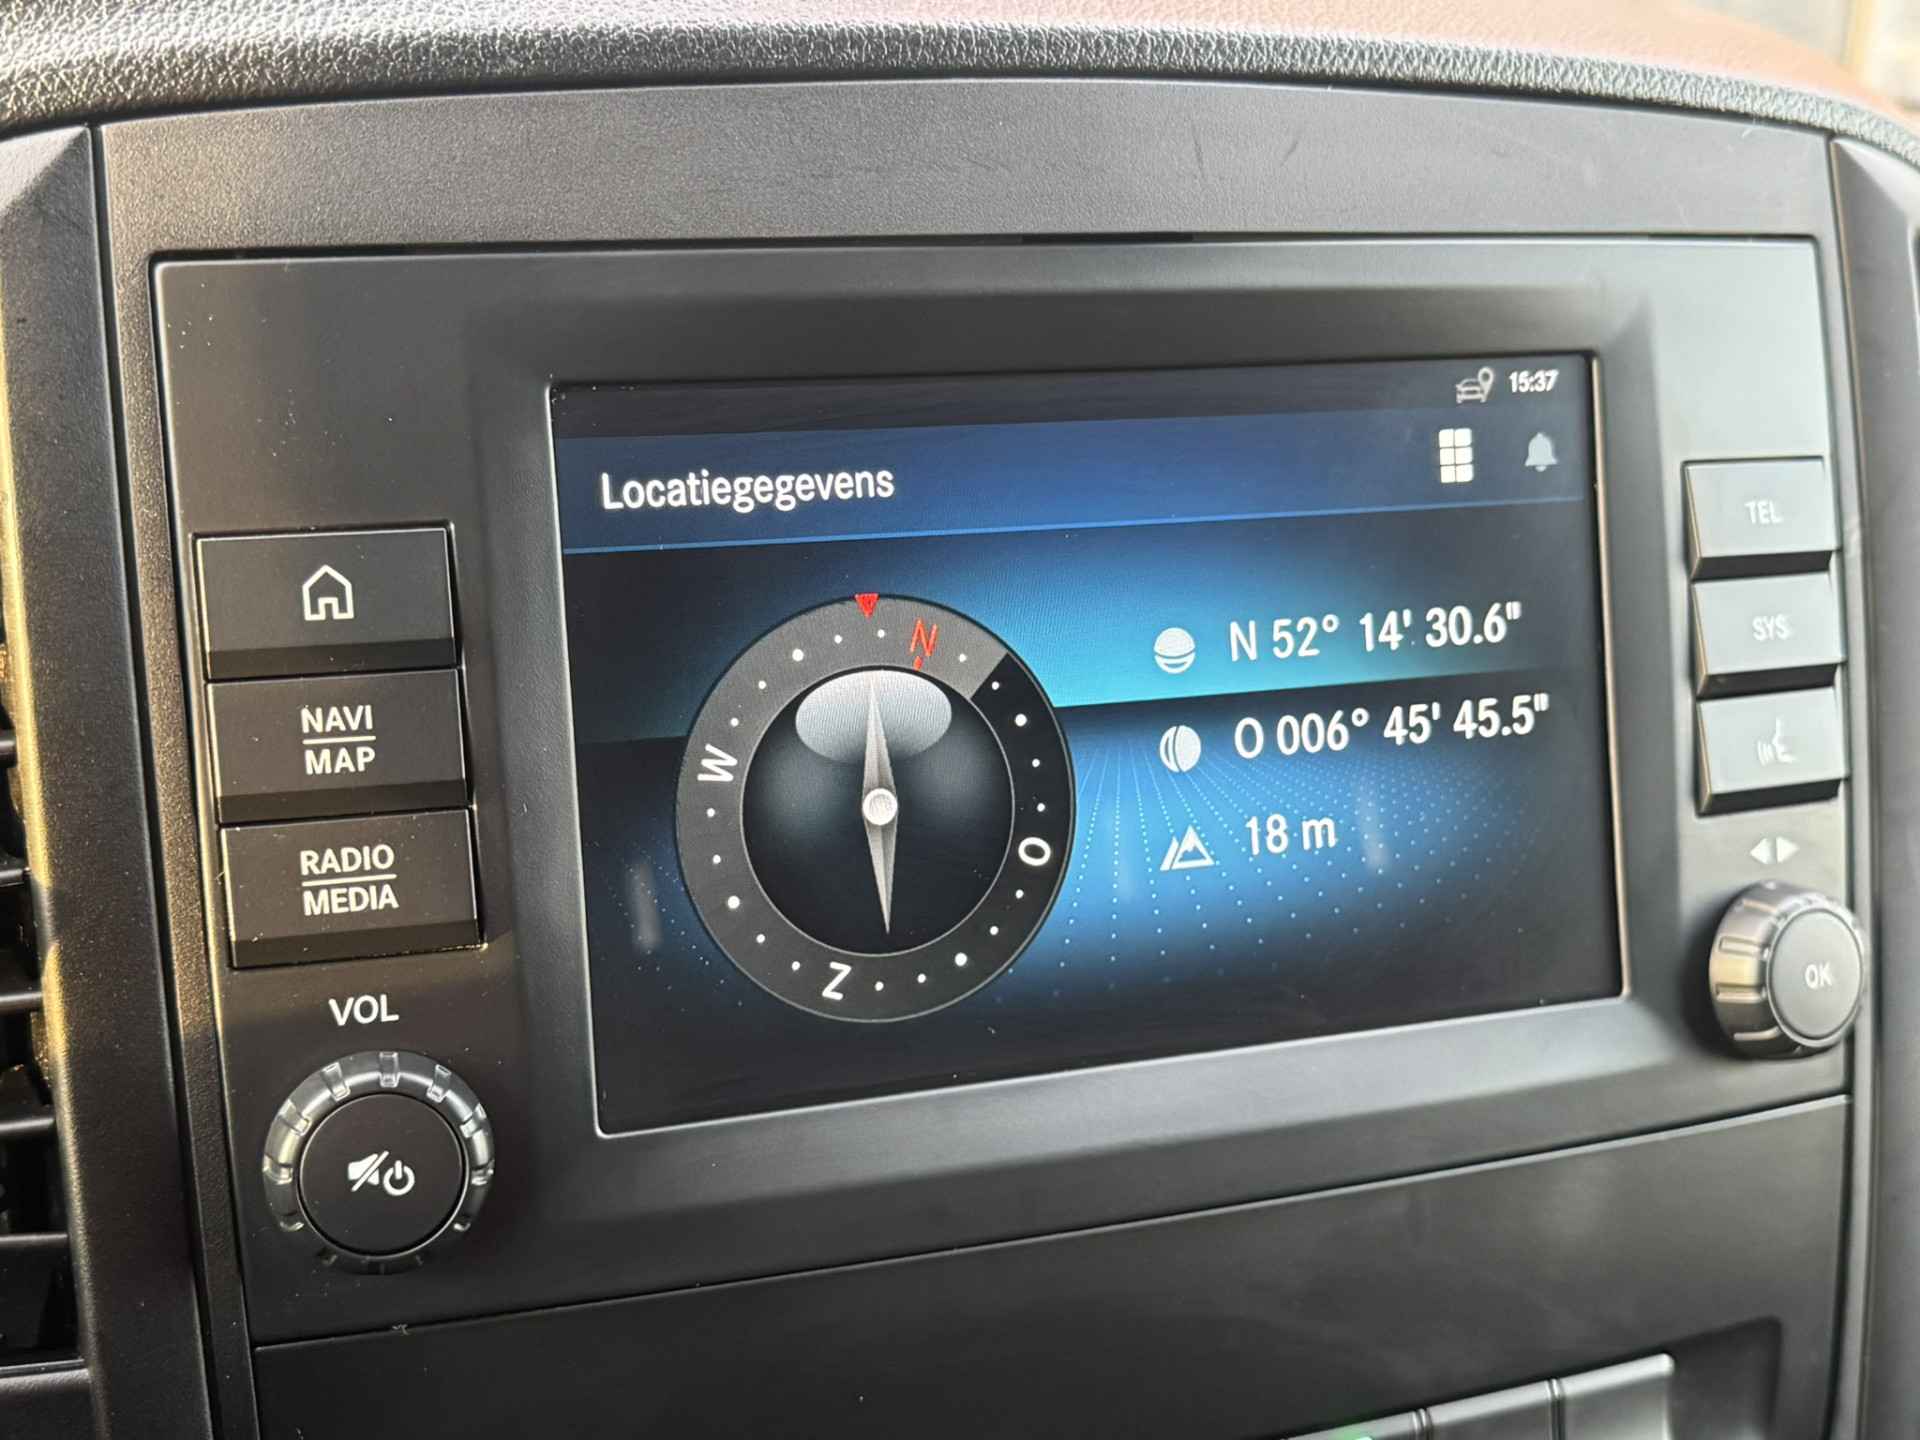 15:37
Locatiegegevens
N
W
O
Z
N 52° 14' 30.6"
O 006° 45' 45.5"
18 m
NAVI
MAP
RADIO
MEDIA
VOL
TEL
SYS
OK